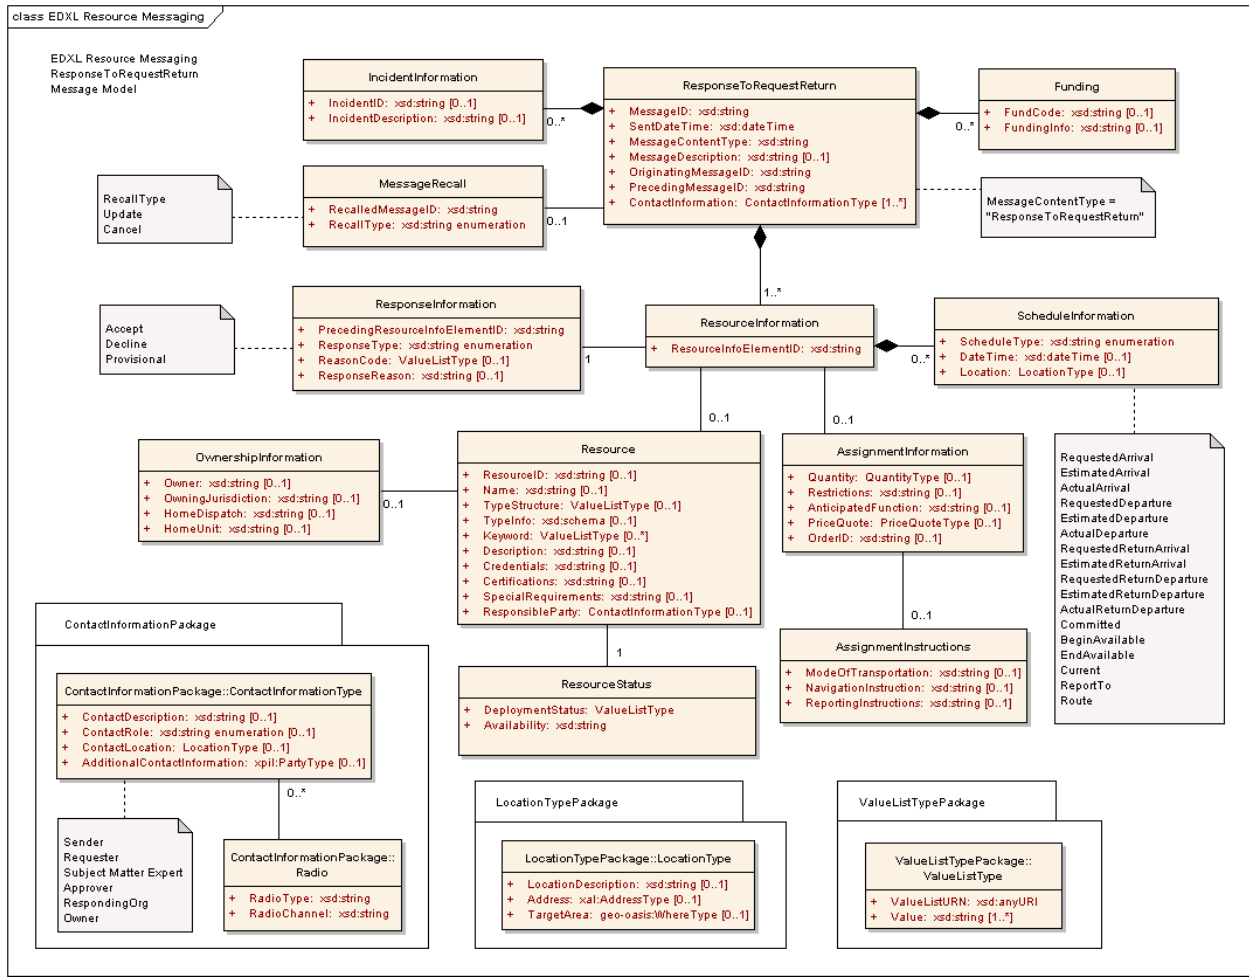 class EDXL Resource Messaging
EDXL Resource Messaging
ResponseToRequestReturn
Message Model
IncidentInformation
+ IncidentID: xsd:string [0..1]
+ IncidentDescription: xsd:string [0..1]
0..*
ResponseToRequestReturn
+ MessageID: xsd:string
+ SentDateTime: xsd:dateTime
+ MessageContentType: xsd:string
+ MessageDescription: xsd:string [0..1]
+ OriginatingMessageID: xsd:string
+ PrecedingMessageID: xsd:string
+ ContactInformation: ContactInformationType [1..*]
Funding
+ FundCode: xsd:string [0..1]
+ FundingInfo: xsd:string [0..1]
0..*
RecallType
Update
Cancel
MessageRecall
+ RecalledMessageID: xsd:string
+ RecallType: xsd:string enumeration
0..1
MessageContentType =
"ResponseToRequestReturn"
1..*
Accept
Decline
Provisional
ResponseInformation
+ PrecedingResourceInfoElementID: xsd:string
+ ResponseType: xsd:string enumeration
+ ReasonCode: ValueListType [0..1]
+ ResponseReason: xsd:string [0..1]
1
ResourceInformation
+ ResourceInfoElementID: xsd:string
0..*
ScheduleInformation
+ ScheduleType: xsd:string enumeration
+ DateTime: xsd:dateTime [0..1]
+ Location: LocationType [0..1]
0..1
0..1
OwnershipInformation
+ Owner: xsd:string [0..1]
+ OwningJurisdiction: xsd:string [0..1]
+ HomeDispatch: xsd:string [0..1]
+ HomeUnit: xsd:string [0..1]
0..1
Resource
+ ResourceID: xsd:string [0..1]
+ Name: xsd:string [0..1]
+ TypeStructure: ValueListType [0..1]
+ TypeInfo: xsd:schema [0..1]
+ Keyword: ValueListType [0..*]
+ Description: xsd:string [0..1]
+ Credentials: xsd:string [0..1]
+ Certifications: xsd:string [0..1]
+ SpecialRequirements: xsd:string [0..1]
+ ResponsibleParty: ContactInformationType [0..1]
AssignmentInformation
+ Quantity: QuantityType [0..1]
+ Restrictions: xsd:string [0..1]
+ AnticipatedFunction: xsd:string [0..1]
+ PriceQuote: PriceQuoteType [0..1]
+ OrderID: xsd:string [0..1]
RequestedArrival
EstimatedArrival
ActualArrival
RequestedDeparture
EstimatedDeparture
ActualDeparture
RequestedReturnArrival
EstimatedReturnArrival
RequestedReturnDeparture
EstimatedReturnDeparture
ActualReturnDeparture
Committed
BeginAvailable
EndAvailable
Current
ReportTo
Route
0..1
1
AssignmentInstructions
+ ModeOfTransportation: xsd:string [0..1]
+ NavigationInstruction: xsd:string [0..1]
+ ReportingInstructions: xsd:string [0..1]
ResourceStatus
+ DeploymentStatus: ValueListType
+ Availability: xsd:string
ContactInformationPackage
ContactInformationPackage::ContactInformationType
+ ContactDescription: xsd:string [0..1]
+ ContactRole: xsd:string enumeration [0..1]
+ ContactLocation: LocationType [0..1]
+ AdditionalContactInformation: xpil:PartyType [0..1]
0..*
Sender
Requester
Subject Matter Expert
Approver
RespondingOrg
Owner
ContactInformationPackage::
Radio
+ RadioType: xsd:string
+ RadioChannel: xsd:string
LocationTypePackage
LocationTypePackage::LocationType
+ LocationDescription: xsd:string [0..1]
+ Address: xal:AddressType [0..1]
+ TargetArea: geo-oasis:WhereType [0..1]
ValueListTypePackage
ValueListTypePackage::
ValueListType
+ ValueListURN: xsd:anyURI
+ Value: xsd:string [1..*]